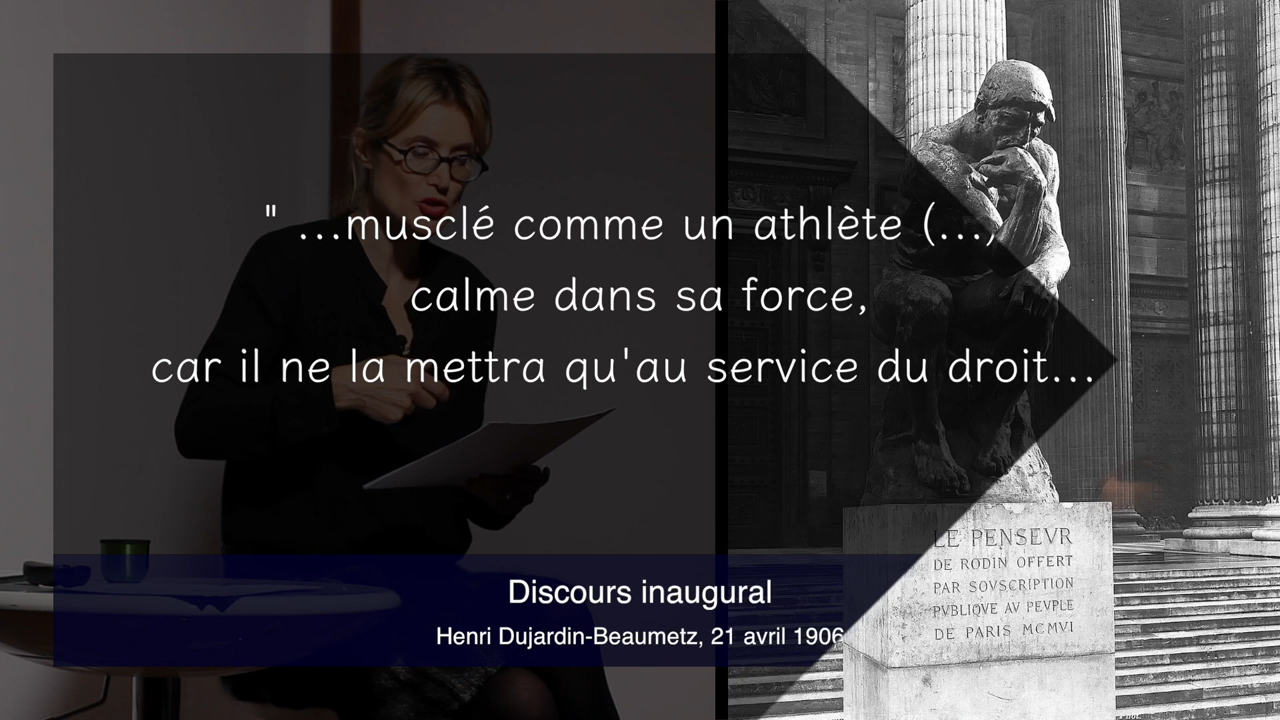 " ...musclé comme un athlète (...)
calme dans sa force,
car il ne la mettra qu'au service du droit...
Discours inaugural
Henri Dujardin-Beaumetz, 21 avril 1906
LE PENSEVR
DE RODIN OFFERT
PAR SOVSCRIPTION
PVBLIQVE AV PEVPLE
DE PARIS MCMVI